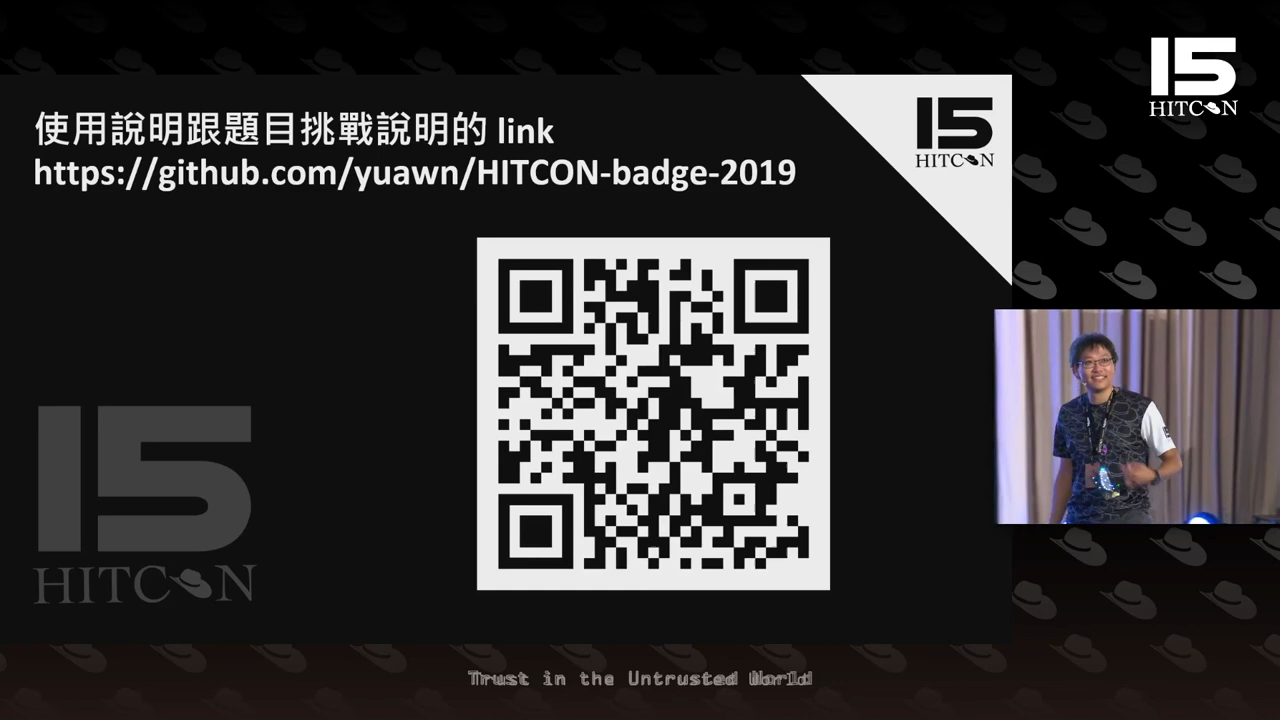 15
HITCON
使用說明跟題目挑戰說明的 link
https://github.com/yuawn/HITCON-badge-2019
15
HITCON
15
HITCON
Trust in the Untrusted World